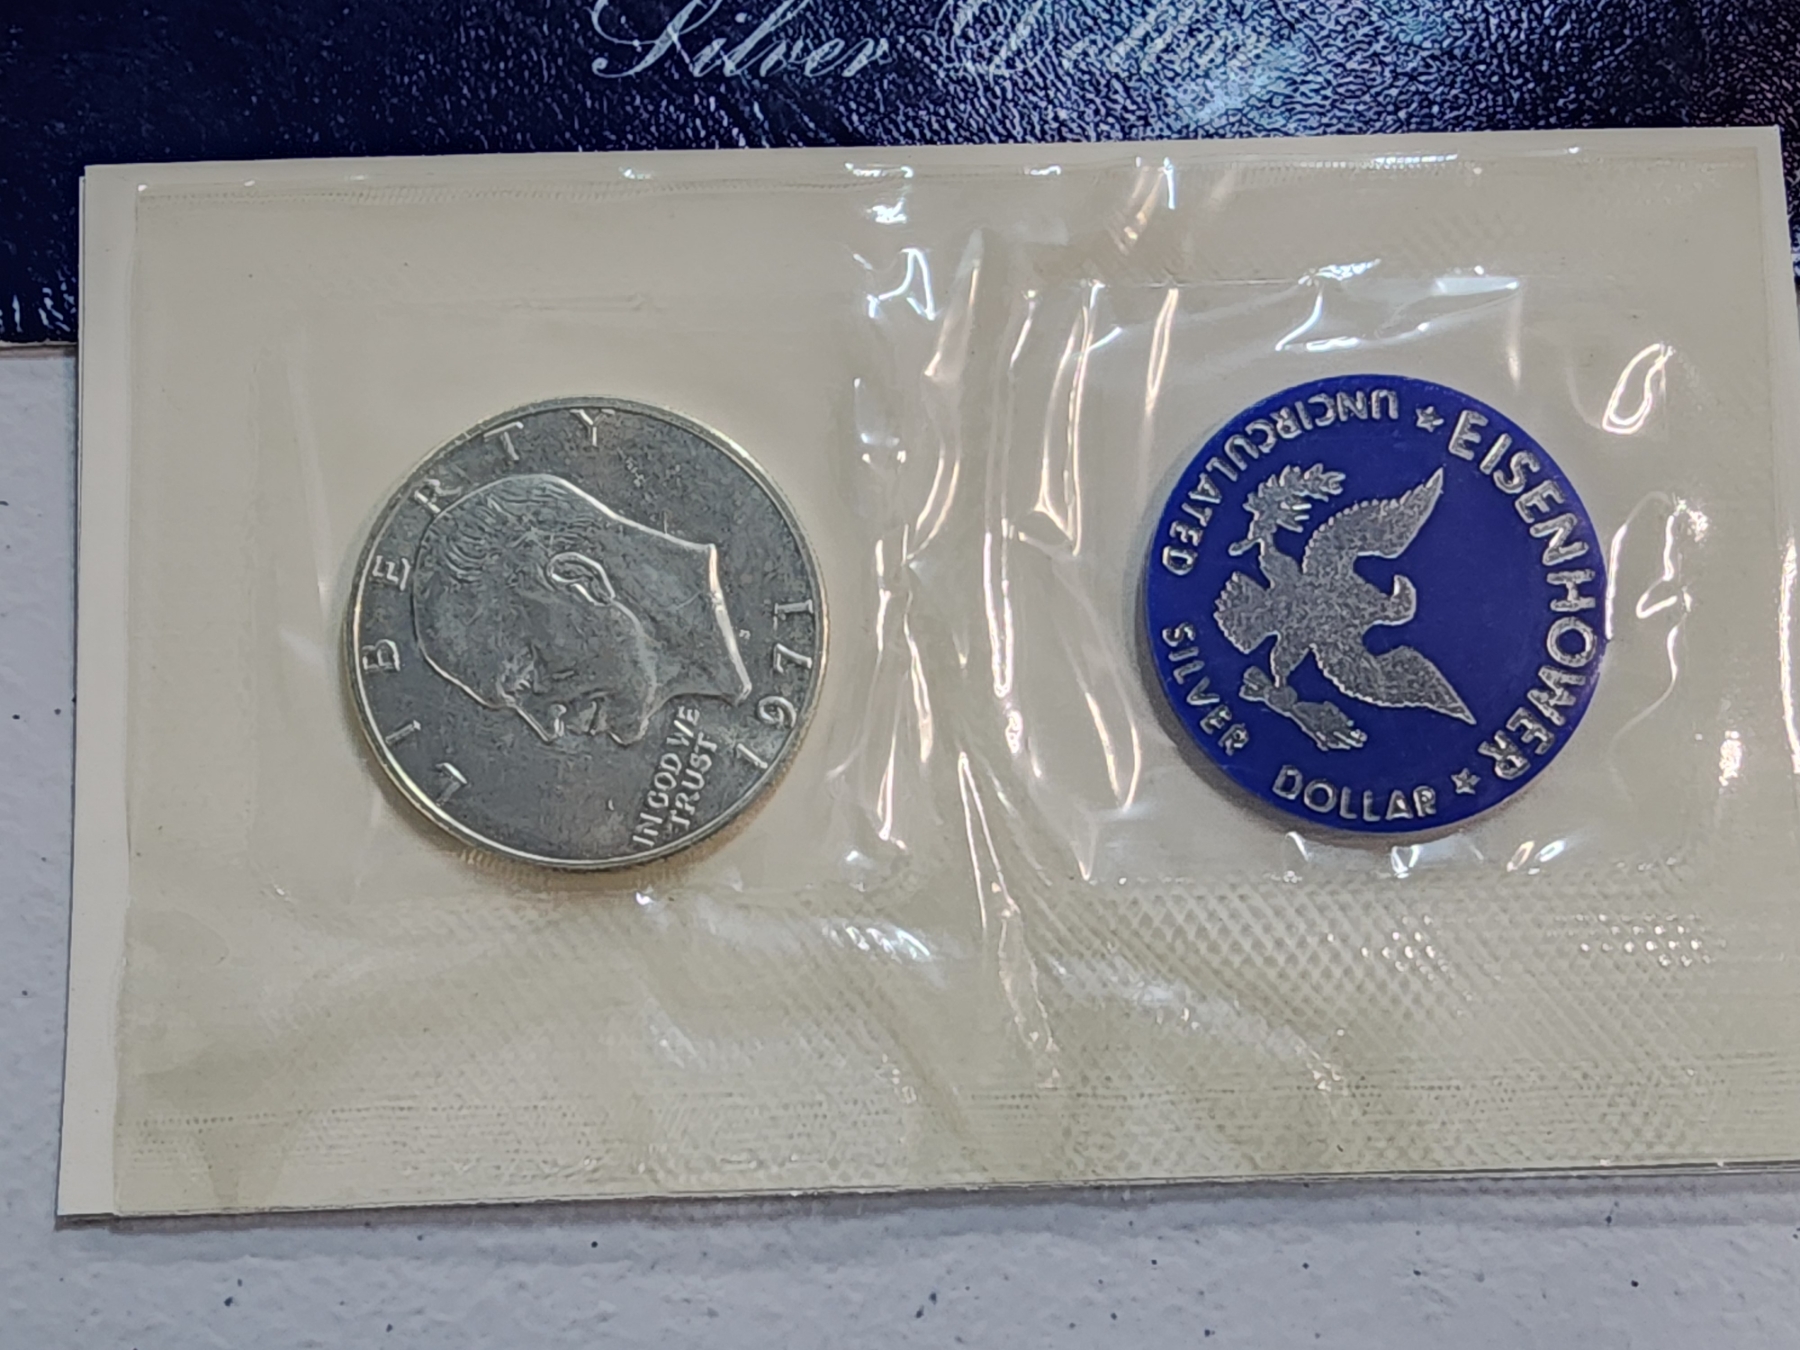 Silver Dollar
LIBERTY
IN GOD WE
TRUST
S
1971
EISENHOWER
★ UNCIRCULATED SILVER DOLLAR ★